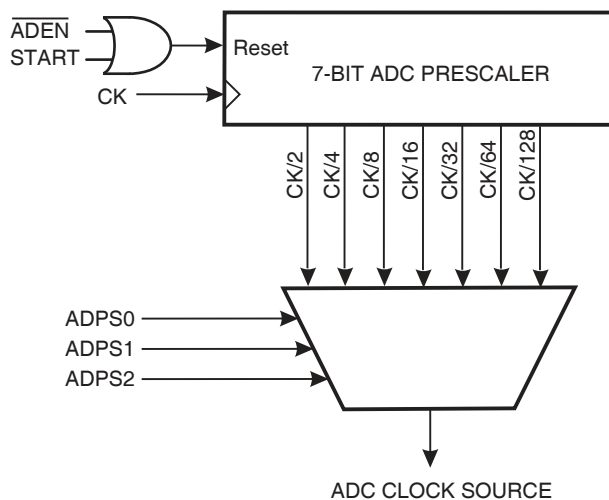 ADEN
START
Reset
7-BIT ADC PRESCALER
CK
CK/2
CK/4
CK/8
CK/16
CK/32
CK/64
CK/128
ADPS0
ADPS1
ADPS2
ADC CLOCK SOURCE